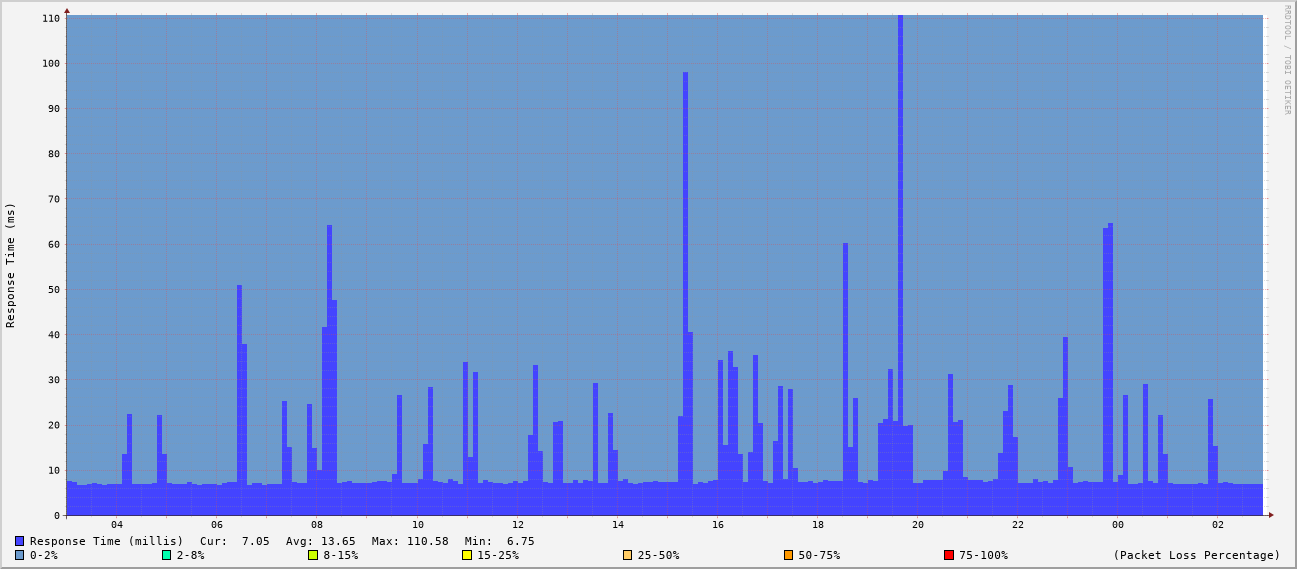 RRDTOOL / TOBI OETIKER
Response Time (ms)
110
100
90
80
70
60
50
40
30
20
10
0
04 06 08 10 12 14 16 18 20 22 00 02
Response Time (millis) Cur: 7.05 Avg: 13.65 Max: 110.58 Min: 6.75
0-2% 2-8% 8-15% 15-25% 25-50% 50-75% 75-100% (Packet Loss Percentage)